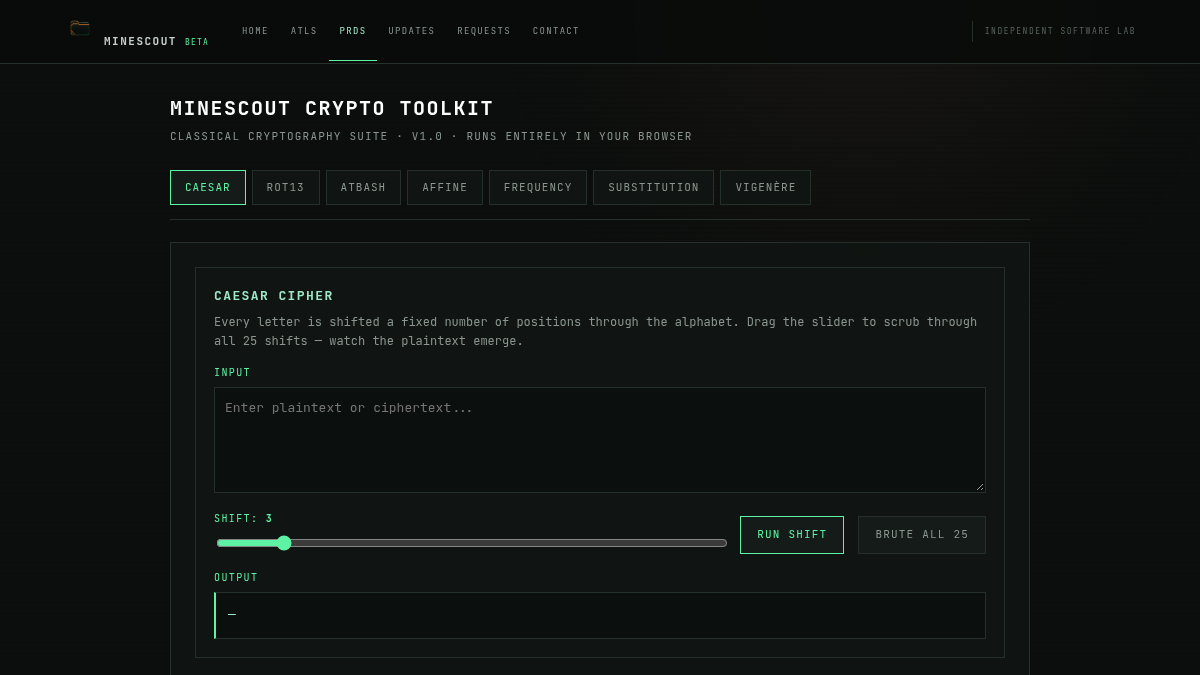 MINESCOUT BETA
HOME ATLS PRDS UPDATES REQUESTS CONTACT
INDEPENDENT SOFTWARE LAB
MINESCOUT CRYPTO TOOLKIT
CLASSICAL CRYPTOGRAPHY SUITE · V1.0 · RUNS ENTIRELY IN YOUR BROWSER
CAESAR ROT13 ATBASH AFFINE FREQUENCY SUBSTITUTION VIGENÈRE
CAESAR CIPHER
Every letter is shifted a fixed number of positions through the alphabet. Drag the slider to scrub through
all 25 shifts — watch the plaintext emerge.
INPUT
Enter plaintext or ciphertext...
SHIFT: 3
RUN SHIFT BRUTE ALL 25
OUTPUT
—